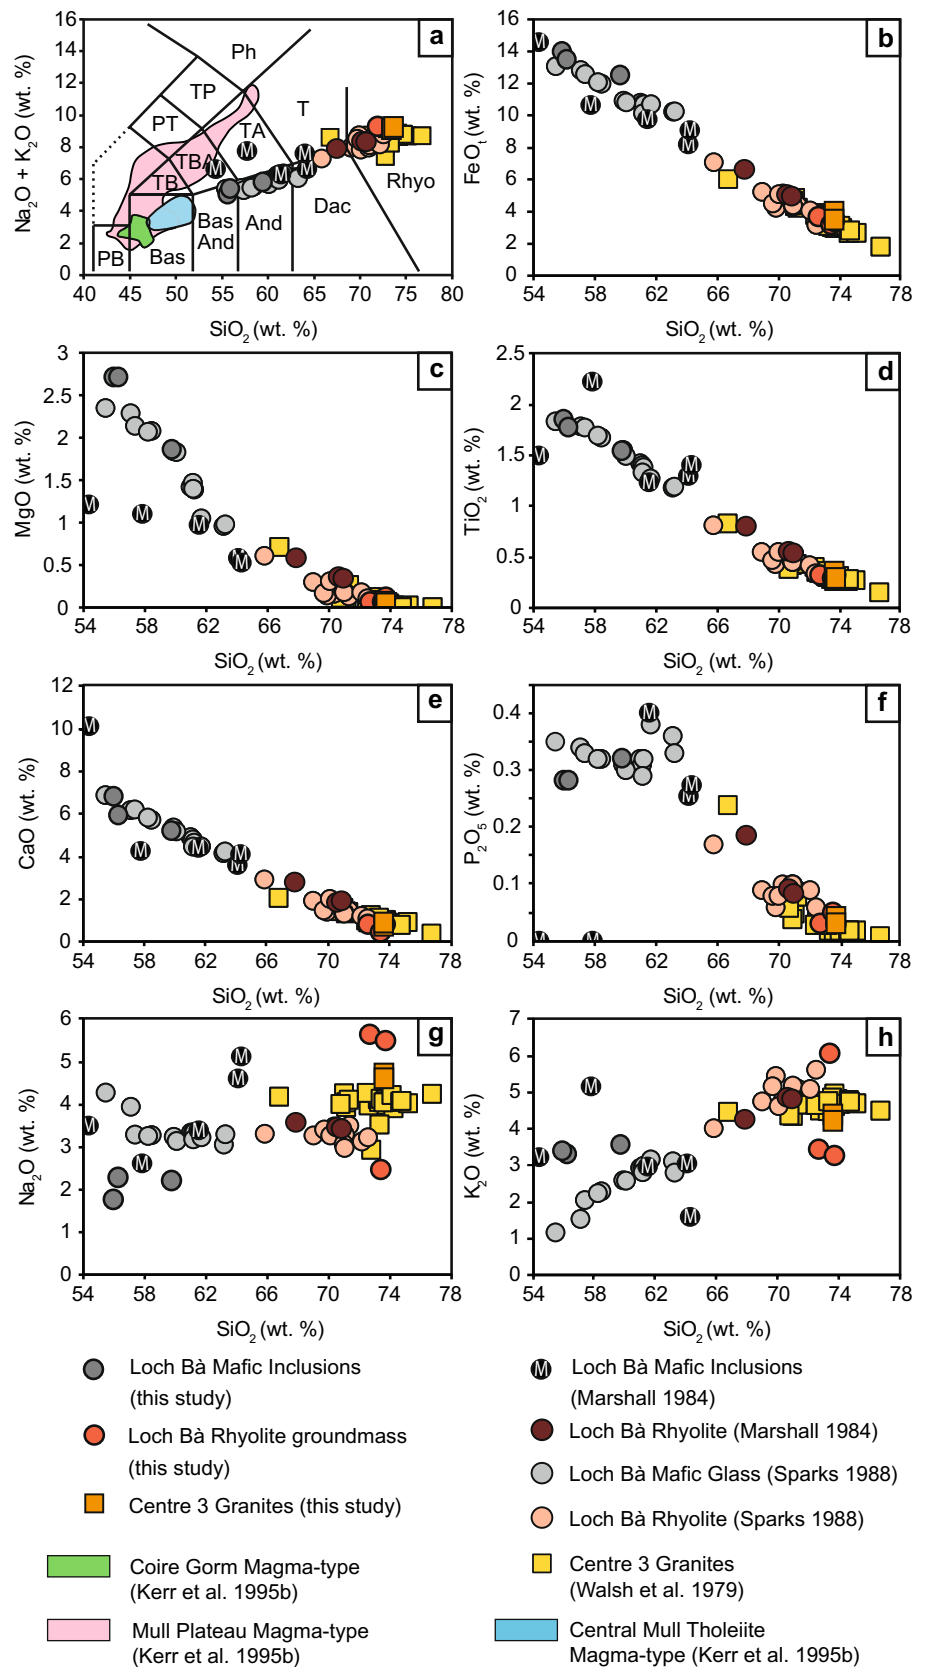 a
16
14
12
10
8
6
4
2
0
Na2O + K2O (wt. %)
Ph
TP
PT
T
TA
TBA
TB
Rhyo
Dac
And
Bas And
Bas
PB
40 45 50 55 60 65 70 75 80
SiO2 (wt. %)
b
16
14
12
10
8
6
4
2
0
FeOt (wt. %)
54 58 62 66 70 74 78
SiO2 (wt. %)
c
3
2.5
2
1.5
1
0.5
0
MgO (wt. %)
54 58 62 66 70 74 78
SiO2 (wt. %)
d
2.5
2
1.5
1
0.5
0
TiO2 (wt. %)
54 58 62 66 70 74 78
SiO2 (wt. %)
e
12
10
8
6
4
2
0
CaO (wt. %)
54 58 62 66 70 74 78
SiO2 (wt. %)
f
0.4
0.3
0.2
0.1
0
P2O5 (wt. %)
54 58 62 66 70 74 78
SiO2 (wt. %)
g
6
5
4
3
2
1
0
Na2O (wt. %)
54 58 62 66 70 74 78
SiO2 (wt. %)
h
7
6
5
4
3
2
1
0
K2O (wt. %)
54 58 62 66 70 74 78
SiO2 (wt. %)
Loch Bà Mafic Inclusions
(this study)
Loch Bà Rhyolite groundmass
(this study)
Centre 3 Granites (this study)
Coire Gorm Magma-type
(Kerr et al. 1995b)
Mull Plateau Magma-type
(Kerr et al. 1995b)
M Loch Bà Mafic Inclusions
(Marshall 1984)
Loch Bà Rhyolite (Marshall 1984)
Loch Bà Mafic Glass (Sparks 1988)
Loch Bà Rhyolite (Sparks 1988)
Centre 3 Granites
(Walsh et al. 1979)
Central Mull Tholeiite
Magma-type (Kerr et al. 1995b)